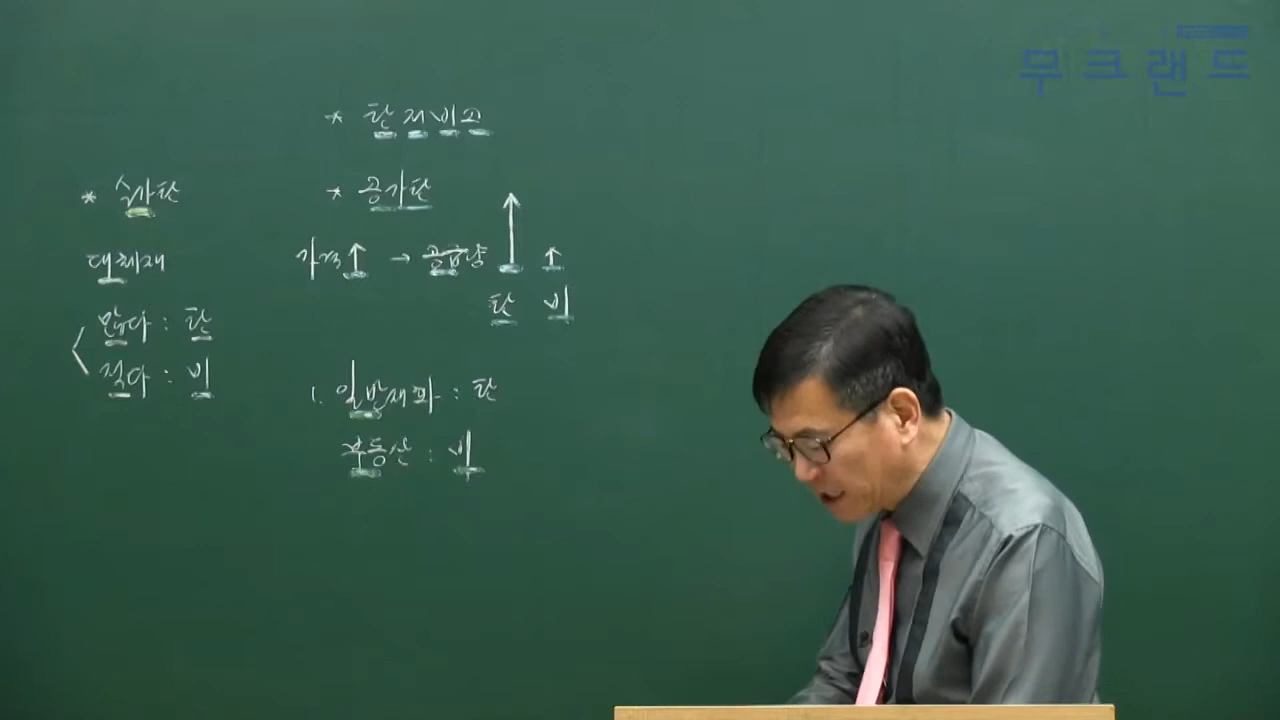 무크랜드
* 탄저비고
* 수가탄
* 공가탄
대체재
가격↑ → 공급량 ↑ ↑
탄 비
많다 : 탄
적다 : 비
1. 일반재화 : 탄
부동산 : 비